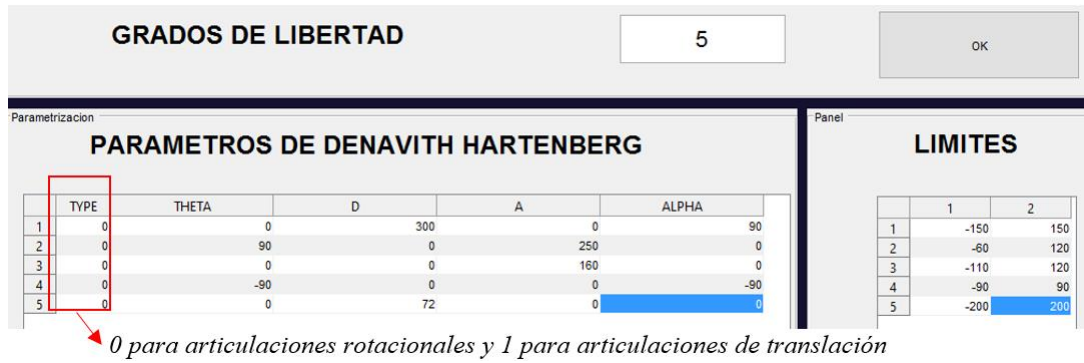 GRADOS DE LIBERTAD 5 OK
Parametrizacion Panel
PARAMETROS DE DENAVITH HARTENBERG LIMITES
TYPE THETA D A ALPHA 1 2
1 0 0 300 0 90 1 -150 150
2 0 90 0 250 0 2 -60 120
3 0 0 0 160 0 3 -110 120
4 0 -90 0 0 -90 4 -90 90
5 0 0 72 0 0 5 -200 200
0 para articulaciones rotacionales y 1 para articulaciones de translación